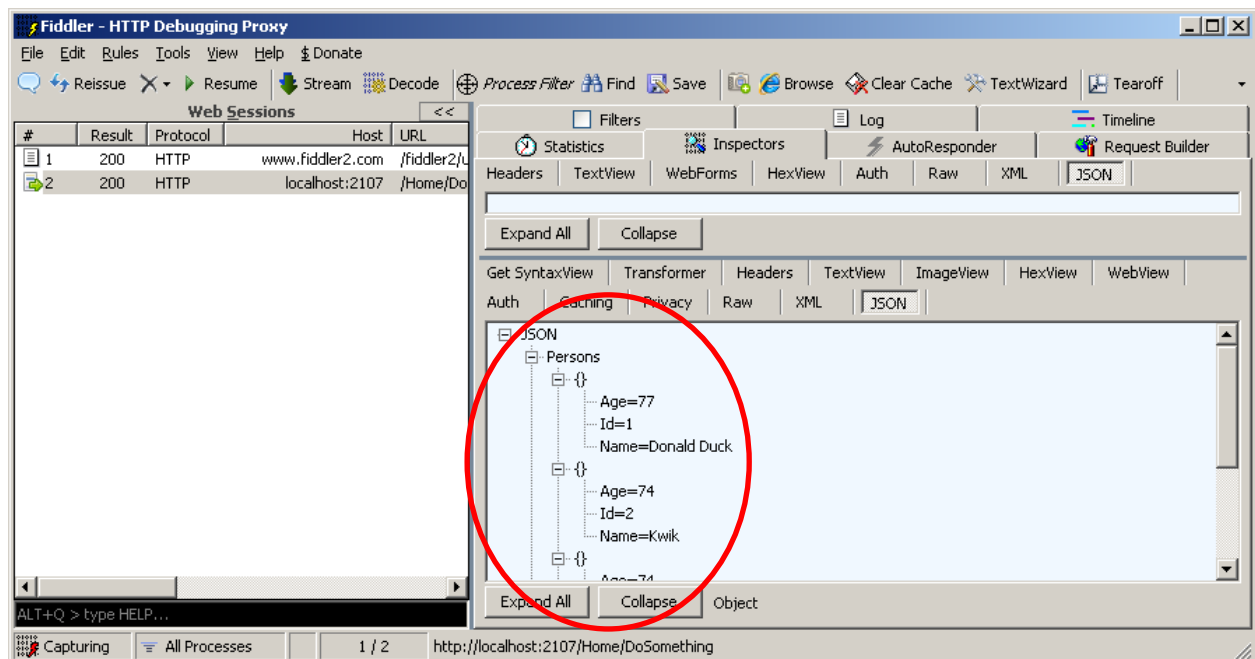 Fiddler - HTTP Debugging Proxy
File Edit Rules Tools View Help $ Donate
Reissue Resume Stream Decode Process Filter Find Save Browse Clear Cache TextWizard Tearoff
Web Sessions <<
# Result Protocol Host URL
1 200 HTTP www.fiddler2.com /fiddler2/u
2 200 HTTP localhost:2107 /Home/Do
ALT+Q > type HELP...
Filters Log Timeline
Statistics Inspectors AutoResponder Request Builder
Headers TextView WebForms HexView Auth Raw XML JSON
Expand All Collapse
Get SyntaxView Transformer Headers TextView ImageView HexView WebView
Auth Caching Privacy Raw XML JSON
JSON
Persons
{}
Age=77
Id=1
Name=Donald Duck
{}
Age=74
Id=2
Name=Kwik
{}
Age=74
Expand All Collapse Object
Capturing All Processes 1 / 2 http://localhost:2107/Home/DoSomething